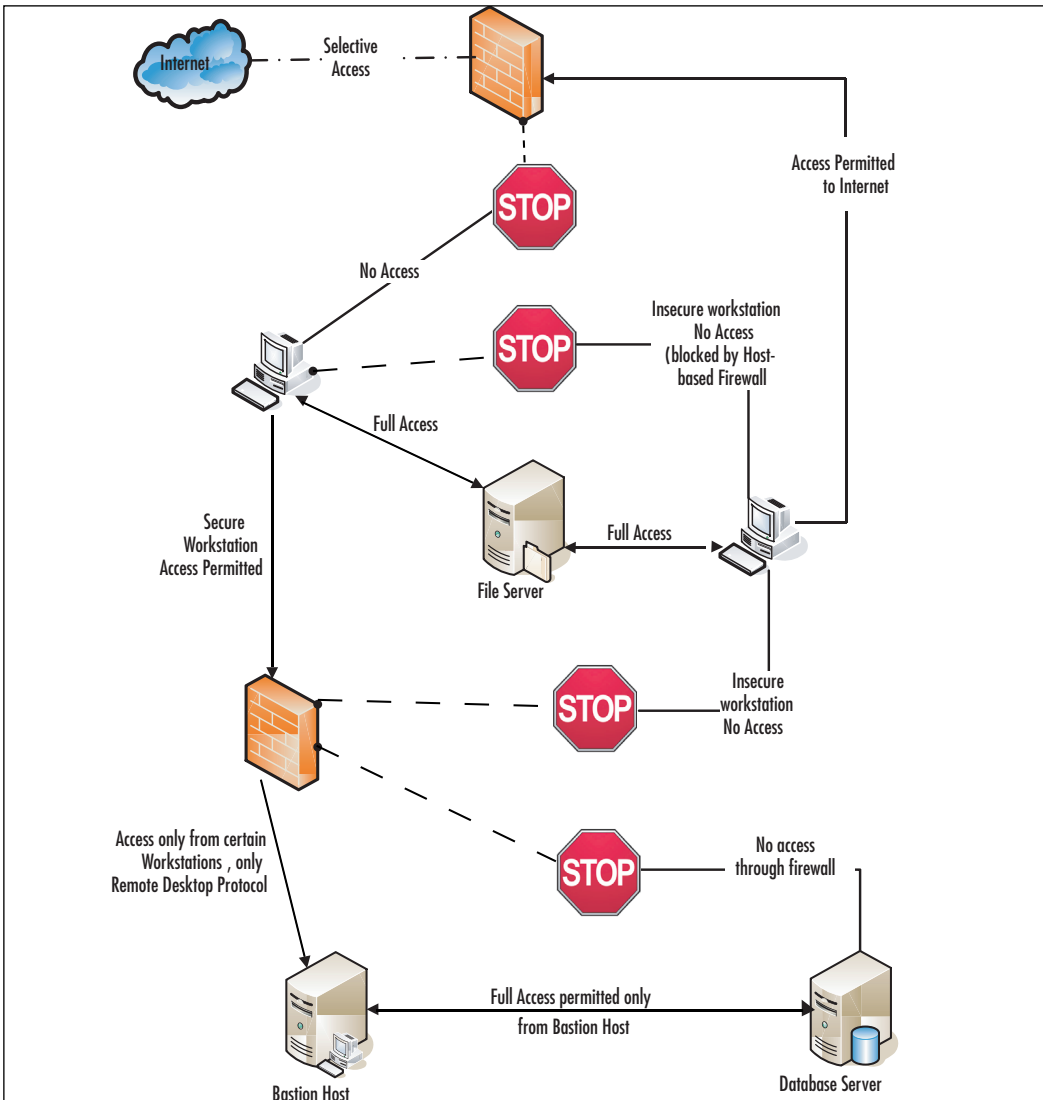 Internet
Selective
Access
STOP
Access Permitted
to Internet
No Access
STOP
Insecure workstation
No Access
(blocked by Host-
based Firewall
Full Access
Secure
Workstation
Access Permitted
File Server
Full Access
STOP
Insecure
workstation
No Access
Access only from certain
Workstations , only
Remote Desktop Protocol
STOP
No access
through firewall
Full Access permitted only
from Bastion Host
Bastion Host
Database Server